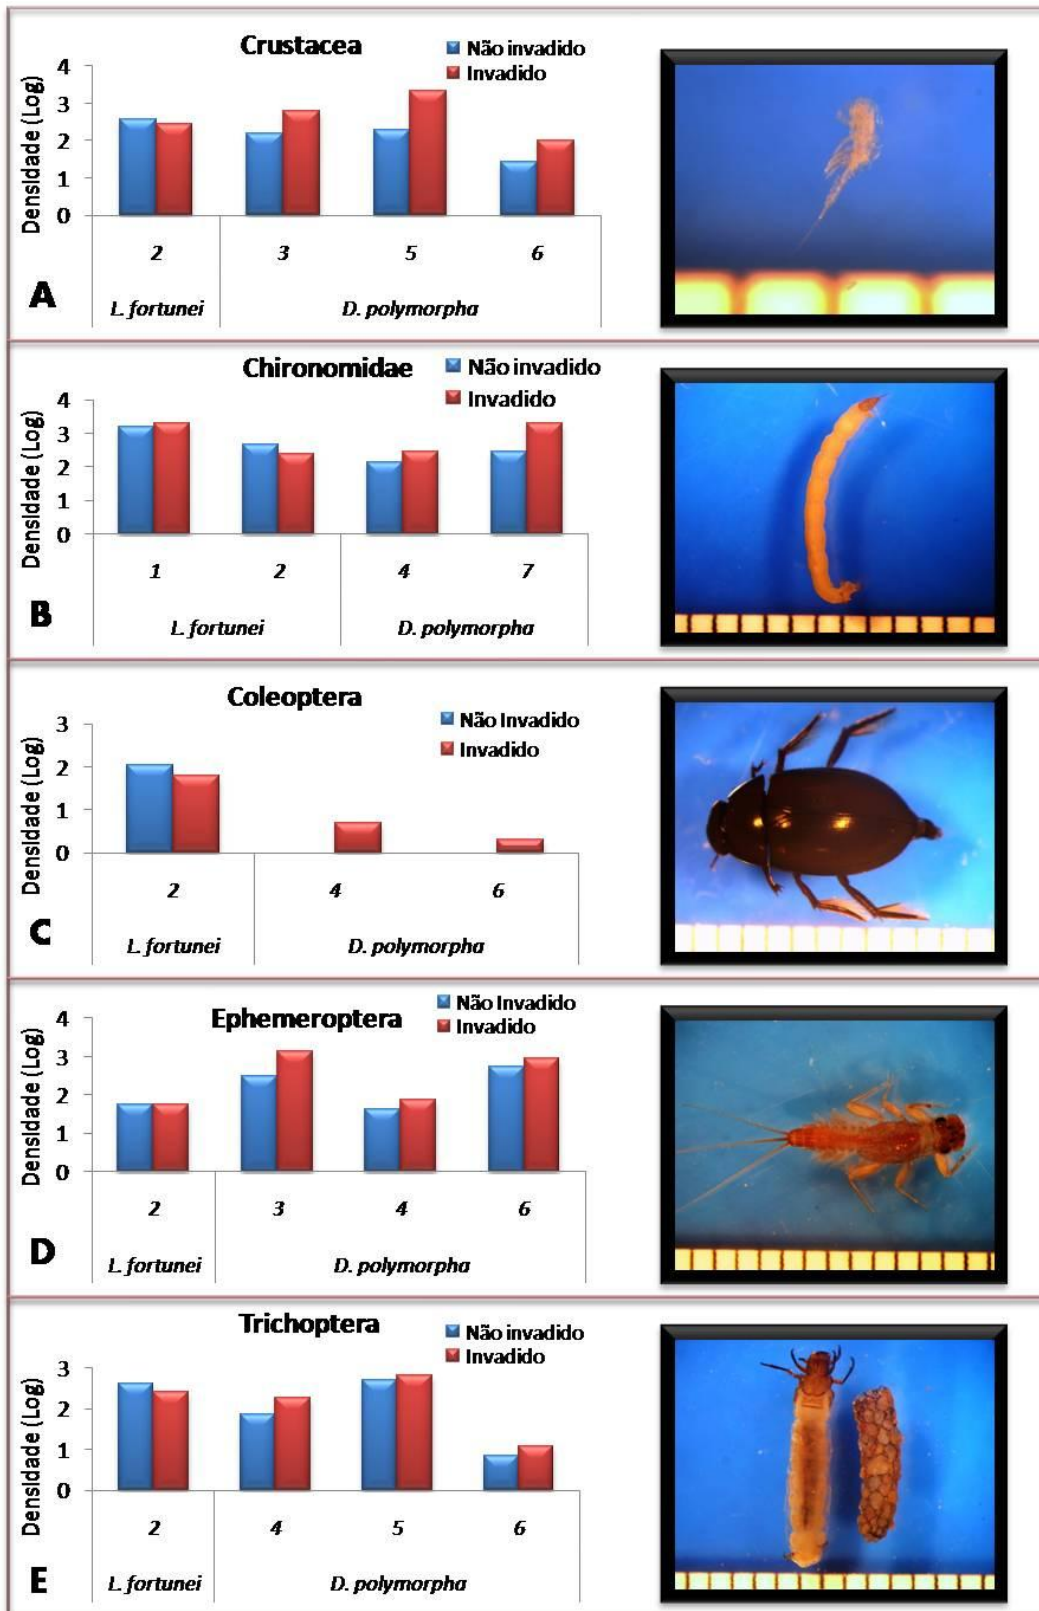 Crustacea
Não invadido
Invadido
Densidade (Log)
4
3
2
1
0
2 3 5 6
L. fortunei D. polymorpha
A
Chironomidae
Não invadido
Invadido
Densidade (Log)
4
3
2
1
0
1 2 4 7
L. fortunei D. polymorpha
B
Coleoptera
Não Invadido
Invadido
Densidade (Log)
3
2
1
0
2 4 6
L. fortunei D. polymorpha
C
Ephemeroptera
Não Invadido
Invadido
Densidade (Log)
4
3
2
1
0
2 3 4 6
L. fortunei D. polymorpha
D
Trichoptera
Não invadido
Invadido
Densidade (Log)
3
2
1
0
2 4 5 6
L. fortunei D. polymorpha
E